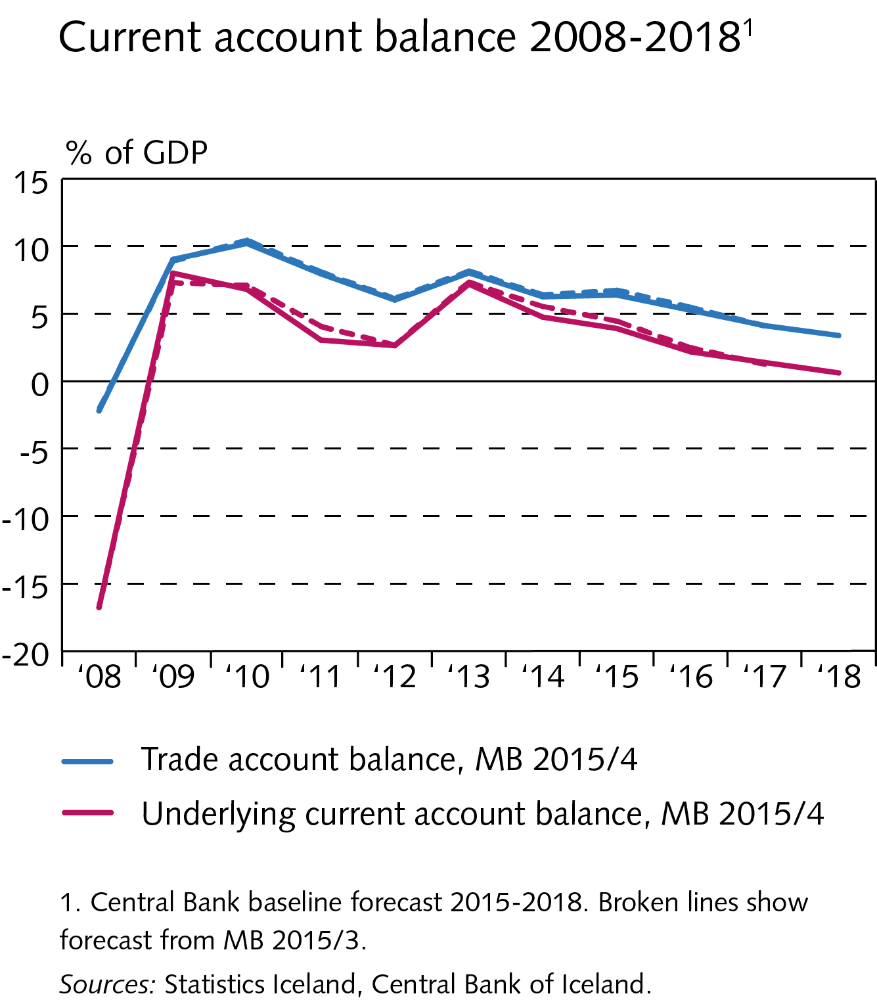 Current account balance 2008-2018¹
% of GDP
15
10
5
0
-5
-10
-15
-20
‘08 ‘09 ‘10 ‘11 ‘12 ‘13 ‘14 ‘15 ‘16 ‘17 ‘18
Trade account balance, MB 2015/4
Underlying current account balance, MB 2015/4
1. Central Bank baseline forecast 2015-2018. Broken lines show
forecast from MB 2015/3.
Sources: Statistics Iceland, Central Bank of Iceland.